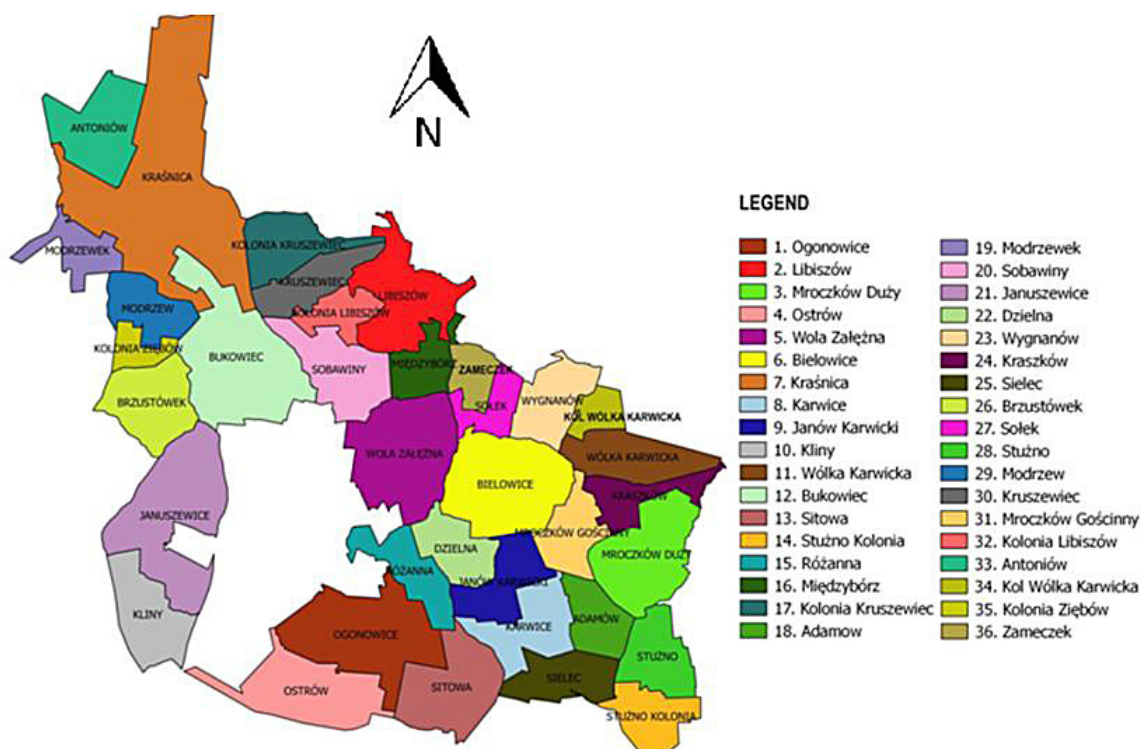 N
ANTONIÓW
KRAŚNICA
MODRZEWEK
KOLONIA KRUSZEWIEC
KRUSZEWIEC
LIBISZÓW
KOLONIA LIBISZÓW
MODRZEW
KOLONIA ZIĘBÓW
BUKOWIEC
SOBAWINY
MIĘDZYBÓRZ
ZAMECZEK
SOŁEK
WYGNANÓW
KOL WÓLKA KARWICKA
BRZUSTÓWEK
WOLA ZAŁĘŻNA
WÓLKA KARWICKA
BIELOWICE
KRASZKÓW
JANUSZEWICE
MROCZKÓW GOŚCINNY
DZIELNA
MROCZKÓW DUŻY
RÓŻANNA
JANÓW KARWICKI
KLINY
OGONOWICE
KARWICE
ADAMÓW
STUŻNO
OSTRÓW
SITOWA
SIELEC
STUŻNO KOLONIA
LEGEND
1. Ogonowice
2. Libiszów
3. Mroczków Duży
4. Ostrów
5. Wola Załężna
6. Bielowice
7. Kraśnica
8. Karwice
9. Janów Karwicki
10. Kliny
11. Wólka Karwicka
12. Bukowiec
13. Sitowa
14. Stużno Kolonia
15. Różanna
16. Międzybórz
17. Kolonia Kruszewiec
18. Adamow
19. Modrzewek
20. Sobawiny
21. Januszewice
22. Dzielna
23. Wygnanów
24. Kraszków
25. Sielec
26. Brzustówek
27. Sołek
28. Stużno
29. Modrzew
30. Kruszewiec
31. Mroczków Gościnny
32. Kolonia Libiszów
33. Antoniów
34. Kol Wólka Karwicka
35. Kolonia Ziębów
36. Zameczek